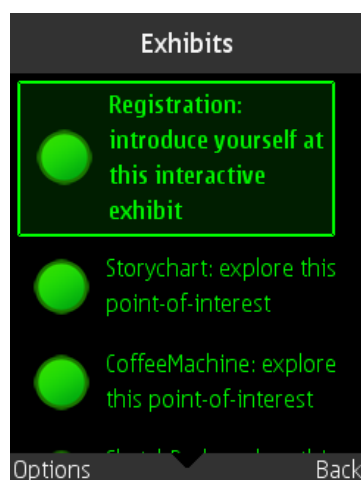 Exhibits
Registration:
introduce yourself at
this interactive
exhibit
Storychart: explore this
point-of-interest
CoffeeMachine: explore
this point-of-interest
Options
Back